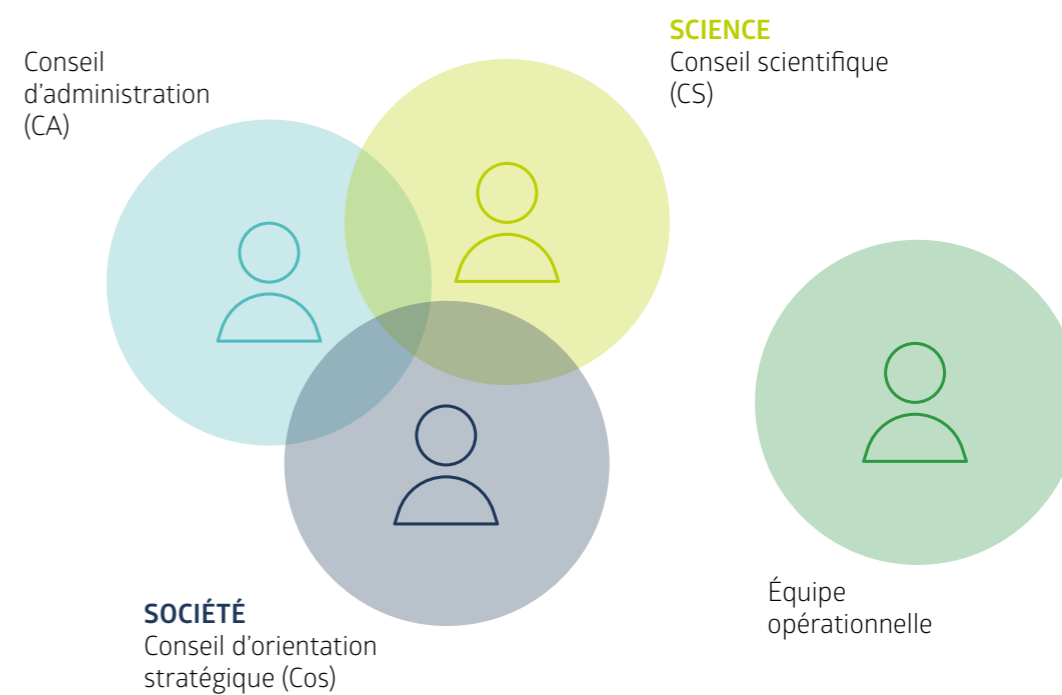 Conseil
d’administration
(CA)
SCIENCE
Conseil scientifique
(CS)
SOCIÉTÉ
Conseil d’orientation
stratégique (Cos)
Équipe
opérationnelle